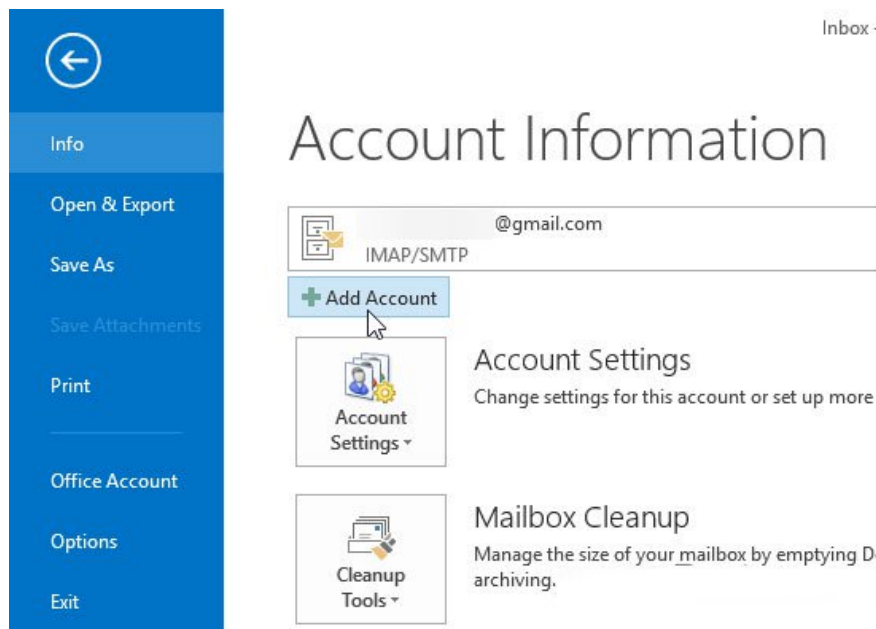 Inbox -
Info
Open & Export
Save As
Save Attachments
Print
Office Account
Options
Exit
Account Information
@gmail.com
IMAP/SMTP
Add Account
Account
Settings
Account Settings
Change settings for this account or set up more
Cleanup
Tools
Mailbox Cleanup
Manage the size of your mailbox by emptying D
archiving.